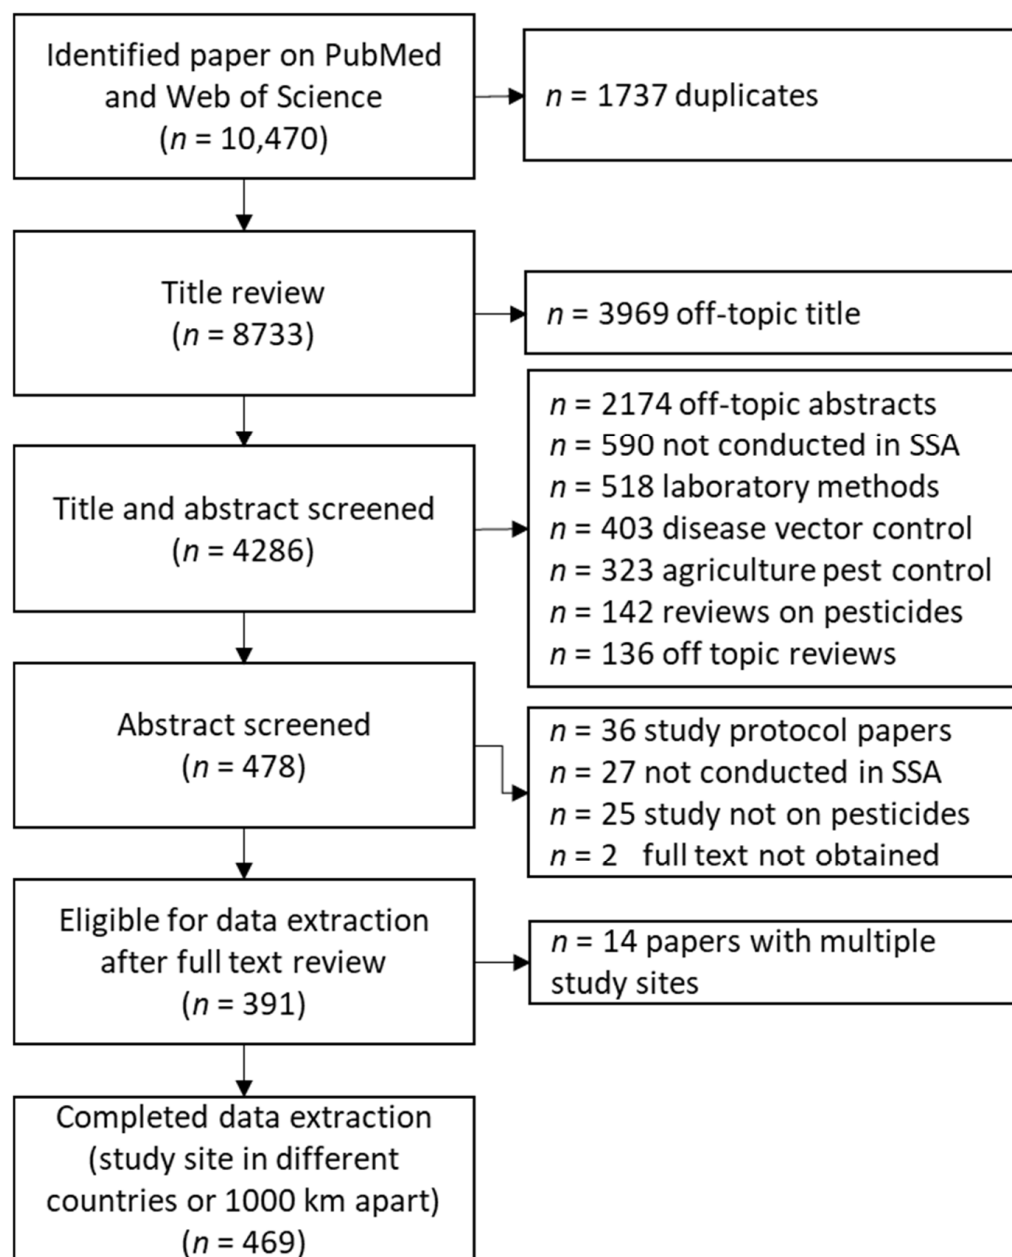 Identified paper on PubMed
and Web of Science
(n = 10,470)
n = 1737 duplicates
Title review
(n = 8733)
n = 3969 off-topic title
Title and abstract screened
(n = 4286)
n = 2174 off-topic abstracts
n = 590 not conducted in SSA
n = 518 laboratory methods
n = 403 disease vector control
n = 323 agriculture pest control
n = 142 reviews on pesticides
n = 136 off topic reviews
Abstract screened
(n = 478)
n = 36 study protocol papers
n = 27 not conducted in SSA
n = 25 study not on pesticides
n = 2 full text not obtained
Eligible for data extraction
after full text review
(n = 391)
n = 14 papers with multiple
study sites
Completed data extraction
(study site in different
countries or 1000 km apart)
(n = 469)